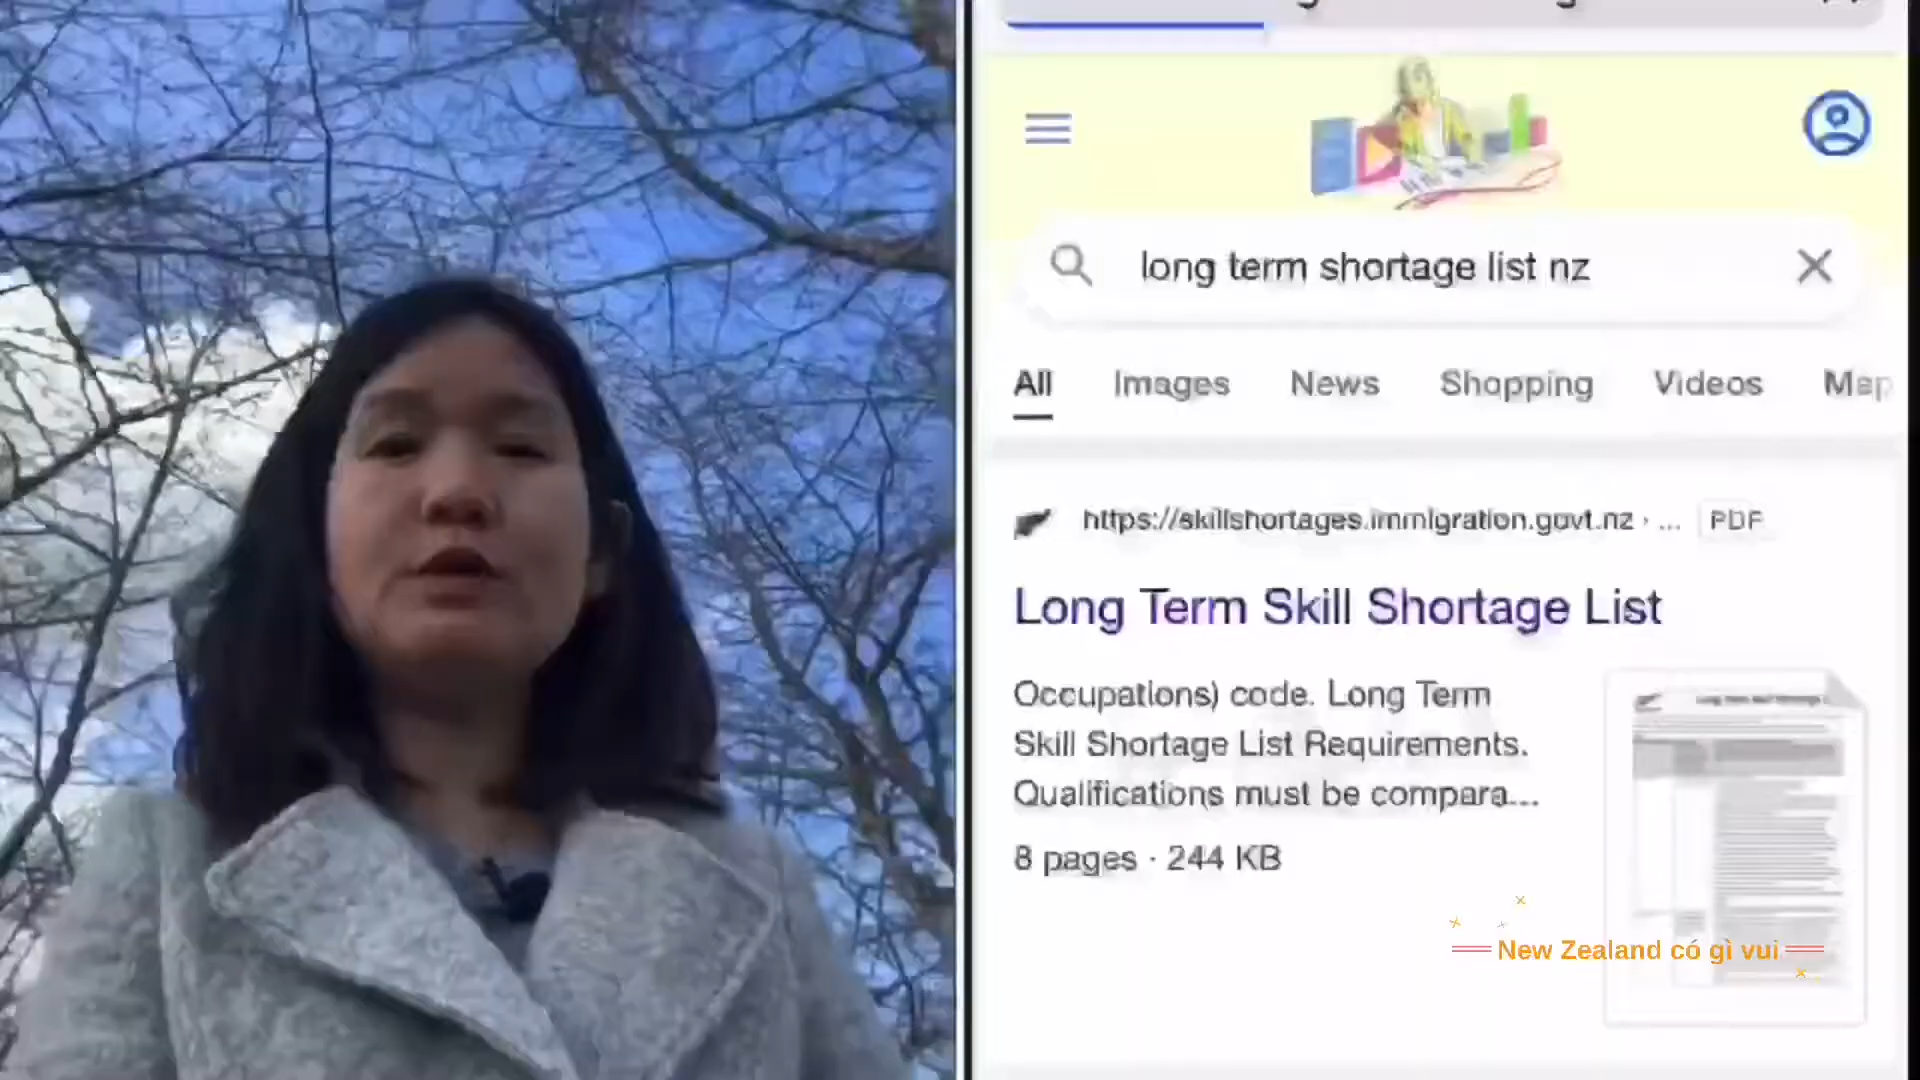 long term shortage list nz
All Images News Shopping Videos Map
https://skillshortages.immigration.govt.nz › ... PDF
Long Term Skill Shortage List
Occupations) code. Long Term
Skill Shortage List Requirements.
Qualifications must be compara...
8 pages · 244 KB
New Zealand có gì vui